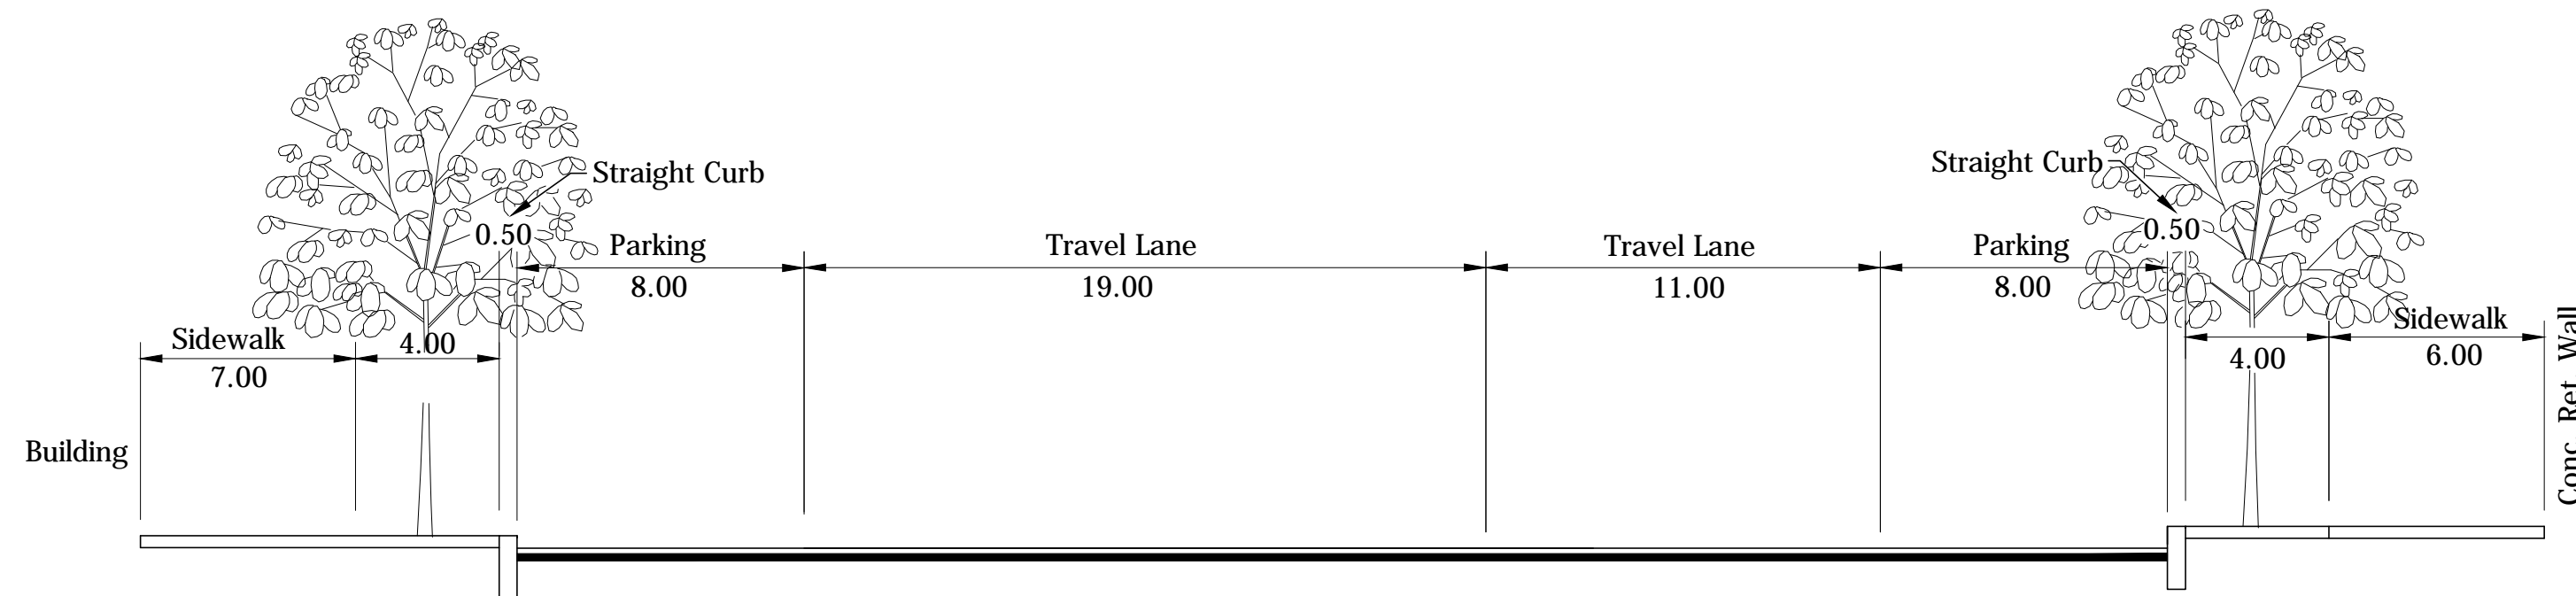 Straight Curb
Straight Curb
0.50
0.50
Parking
Travel Lane
Travel Lane
Parking
8.00
19.00
11.00
8.00
Sidewalk
4.00
7.00
Sidewalk
4.00
6.00
Building
Conc. Ret. Wall